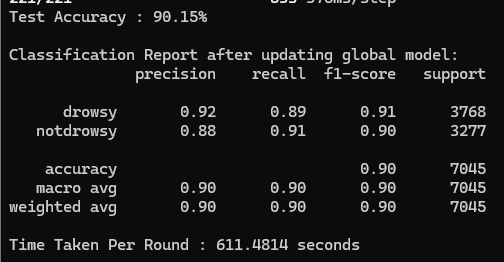 Test Accuracy : 90.15%
Classification Report after updating global model:
precision recall f1-score support
drowsy 0.92 0.89 0.91 3768
notdrowsy 0.88 0.91 0.90 3277
accuracy 0.90 7045
macro avg 0.90 0.90 0.90 7045
weighted avg 0.90 0.90 0.90 7045
Time Taken Per Round : 611.4814 seconds